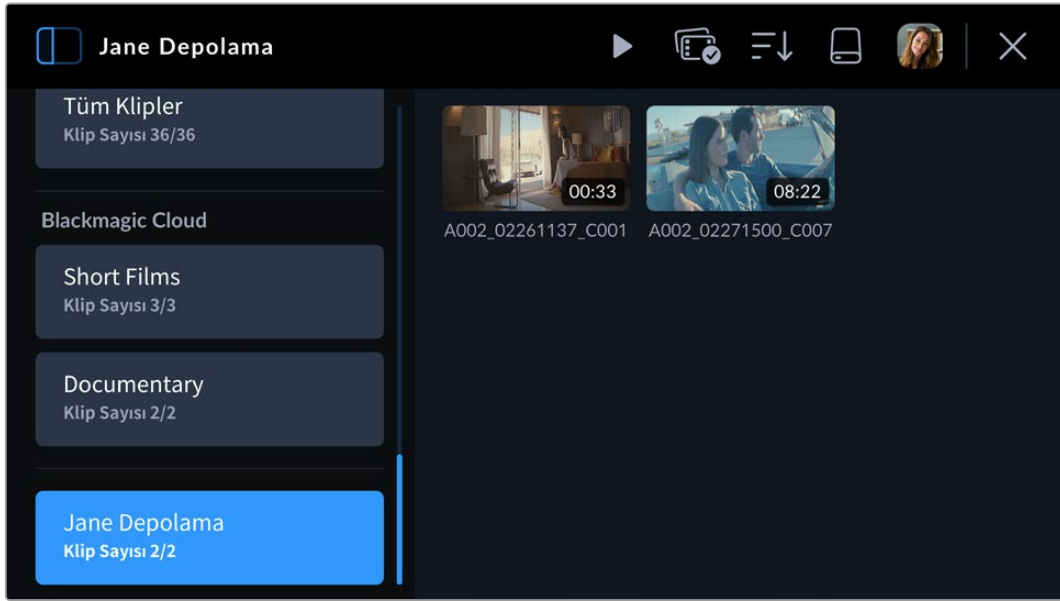 Jane Depolama
Tüm Klipler
Klip Sayısı 36/36
Blackmagic Cloud
Short Films
Klip Sayısı 3/3
Documentary
Klip Sayısı 2/2
Jane Depolama
Klip Sayısı 2/2
00:33
08:22
A002_02261137_C001
A002_02271500_C007